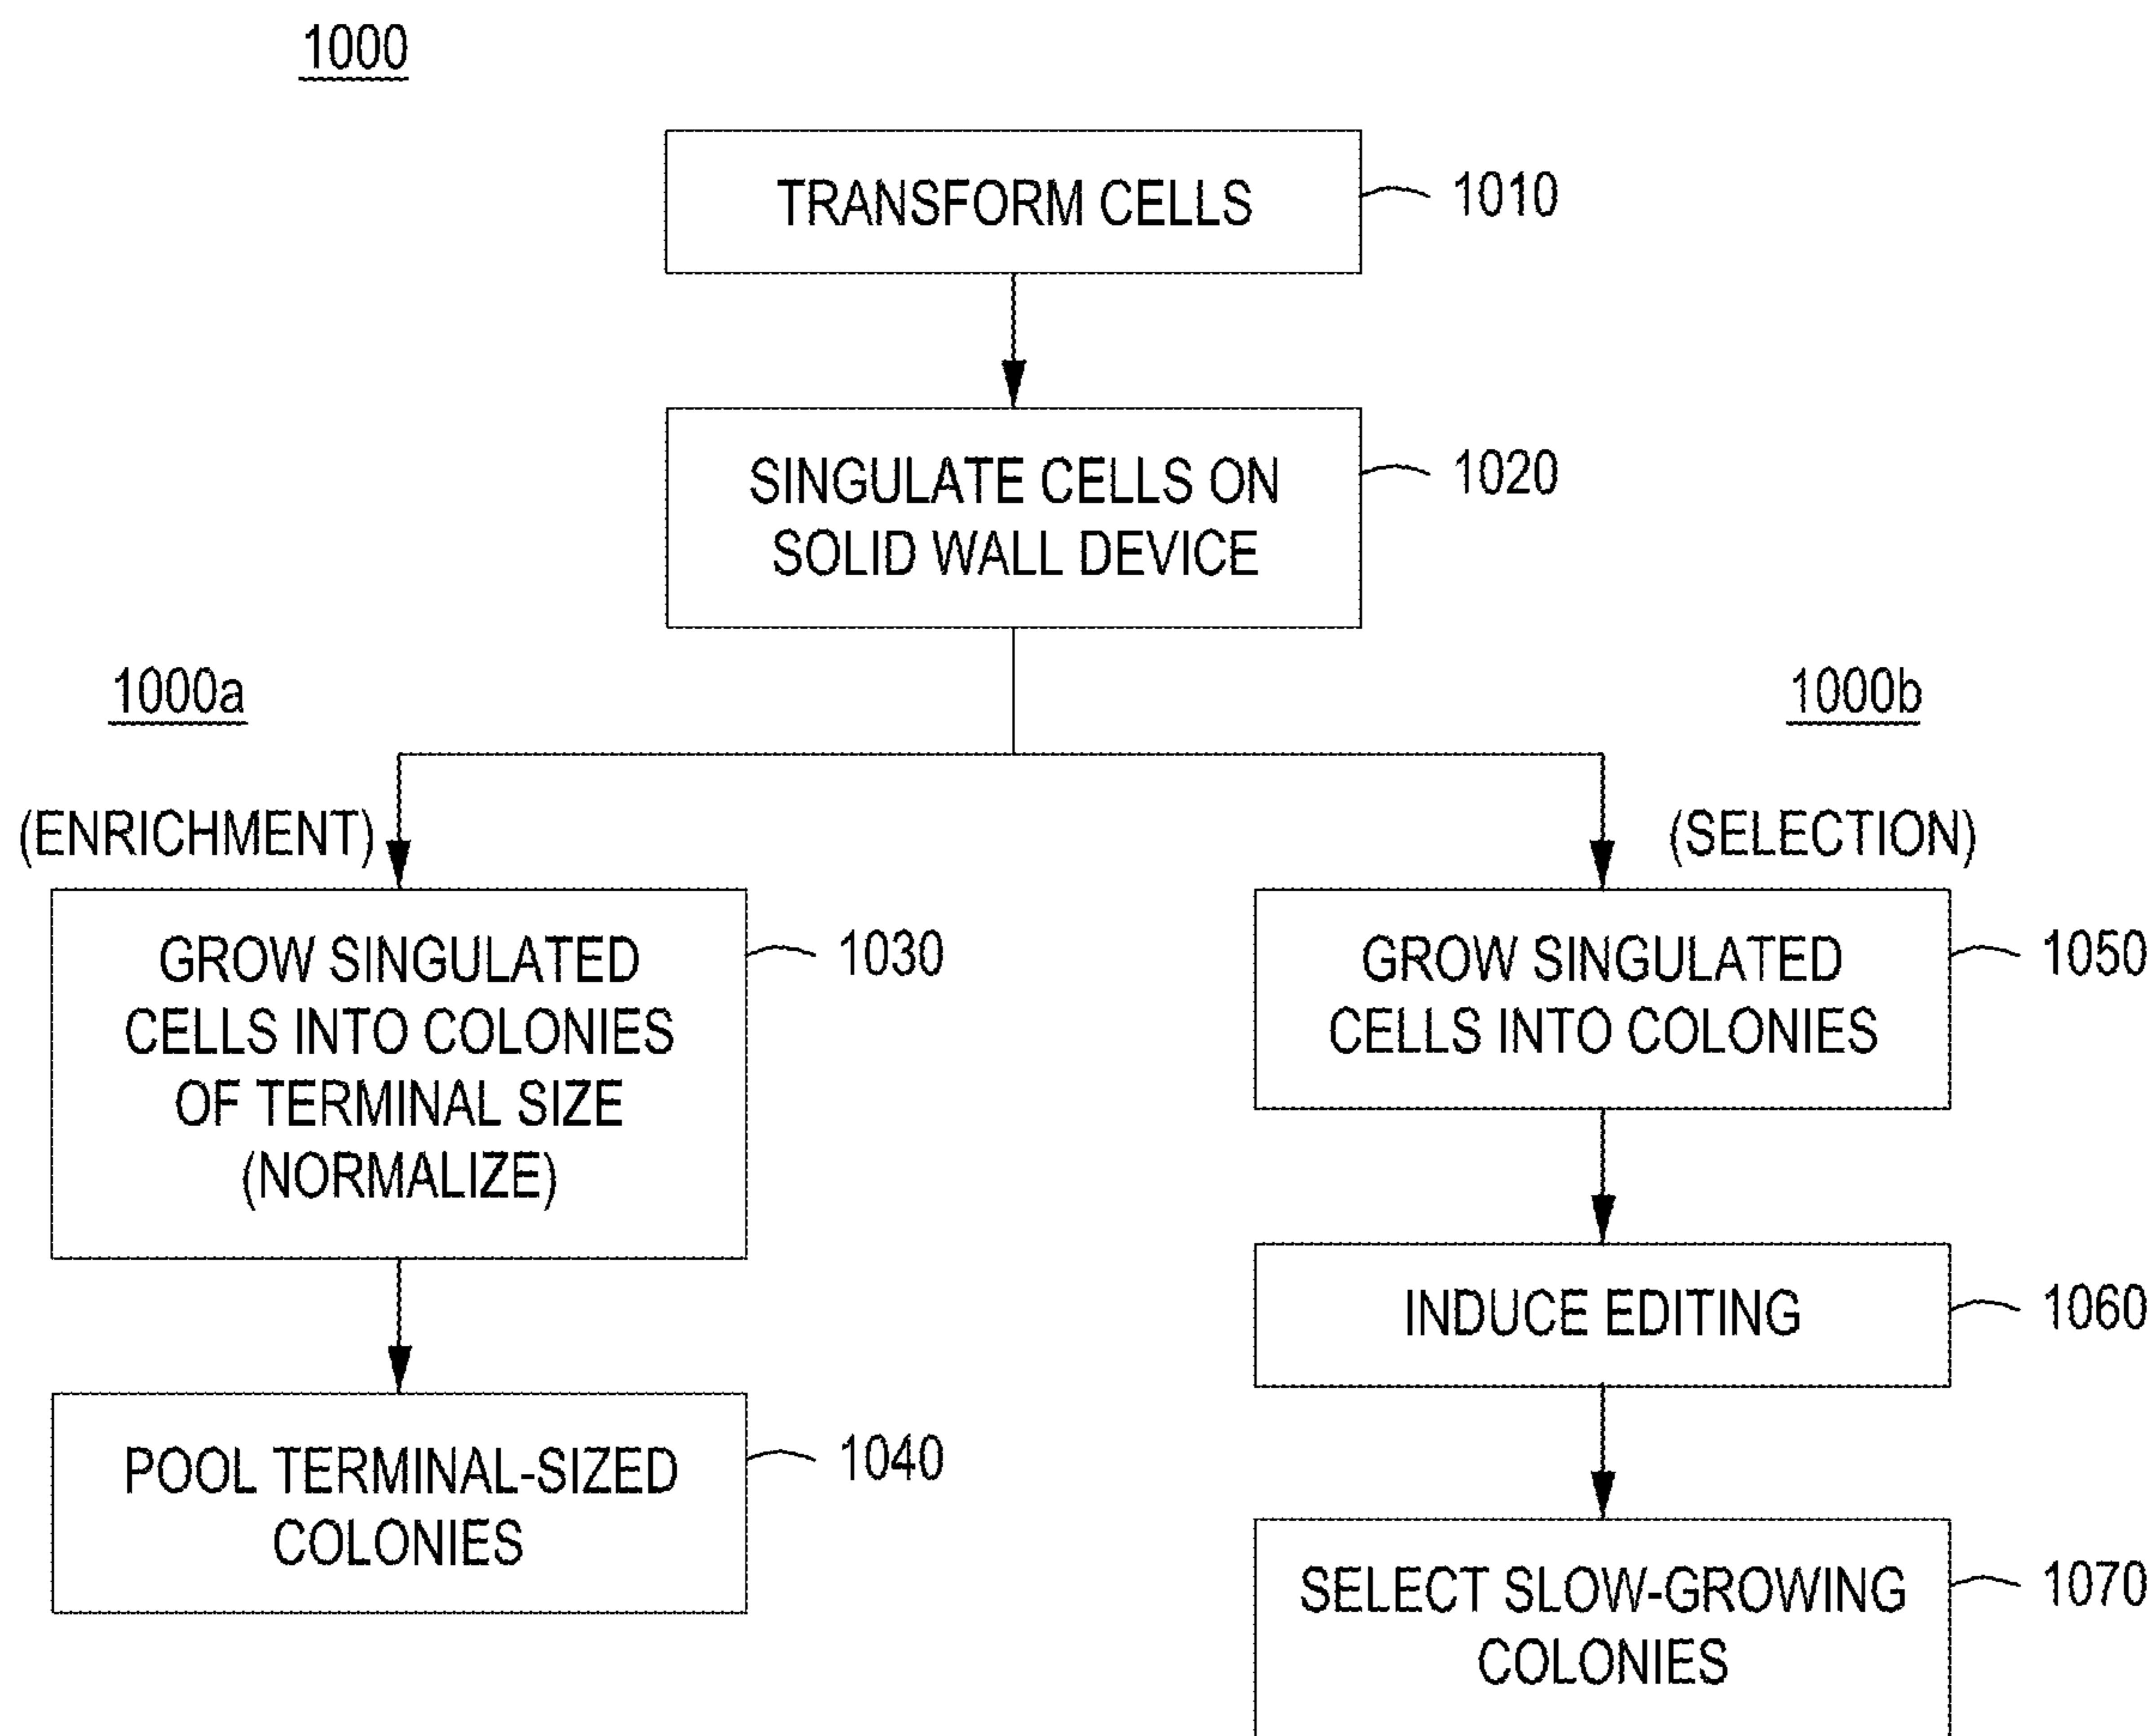 1000
TRANSFORM CELLS
1010
SINGULATE CELLS ON
SOLID WALL DEVICE
1020
1000a
1000b
(ENRICHMENT)
(SELECTION)
GROW SINGULATED
CELLS INTO COLONIES
OF TERMINAL SIZE
(NORMALIZE)
1030
GROW SINGULATED
CELLS INTO COLONIES
1050
INDUCE EDITING
1060
POOL TERMINAL-SIZED
COLONIES
1040
SELECT SLOW-GROWING
COLONIES
1070